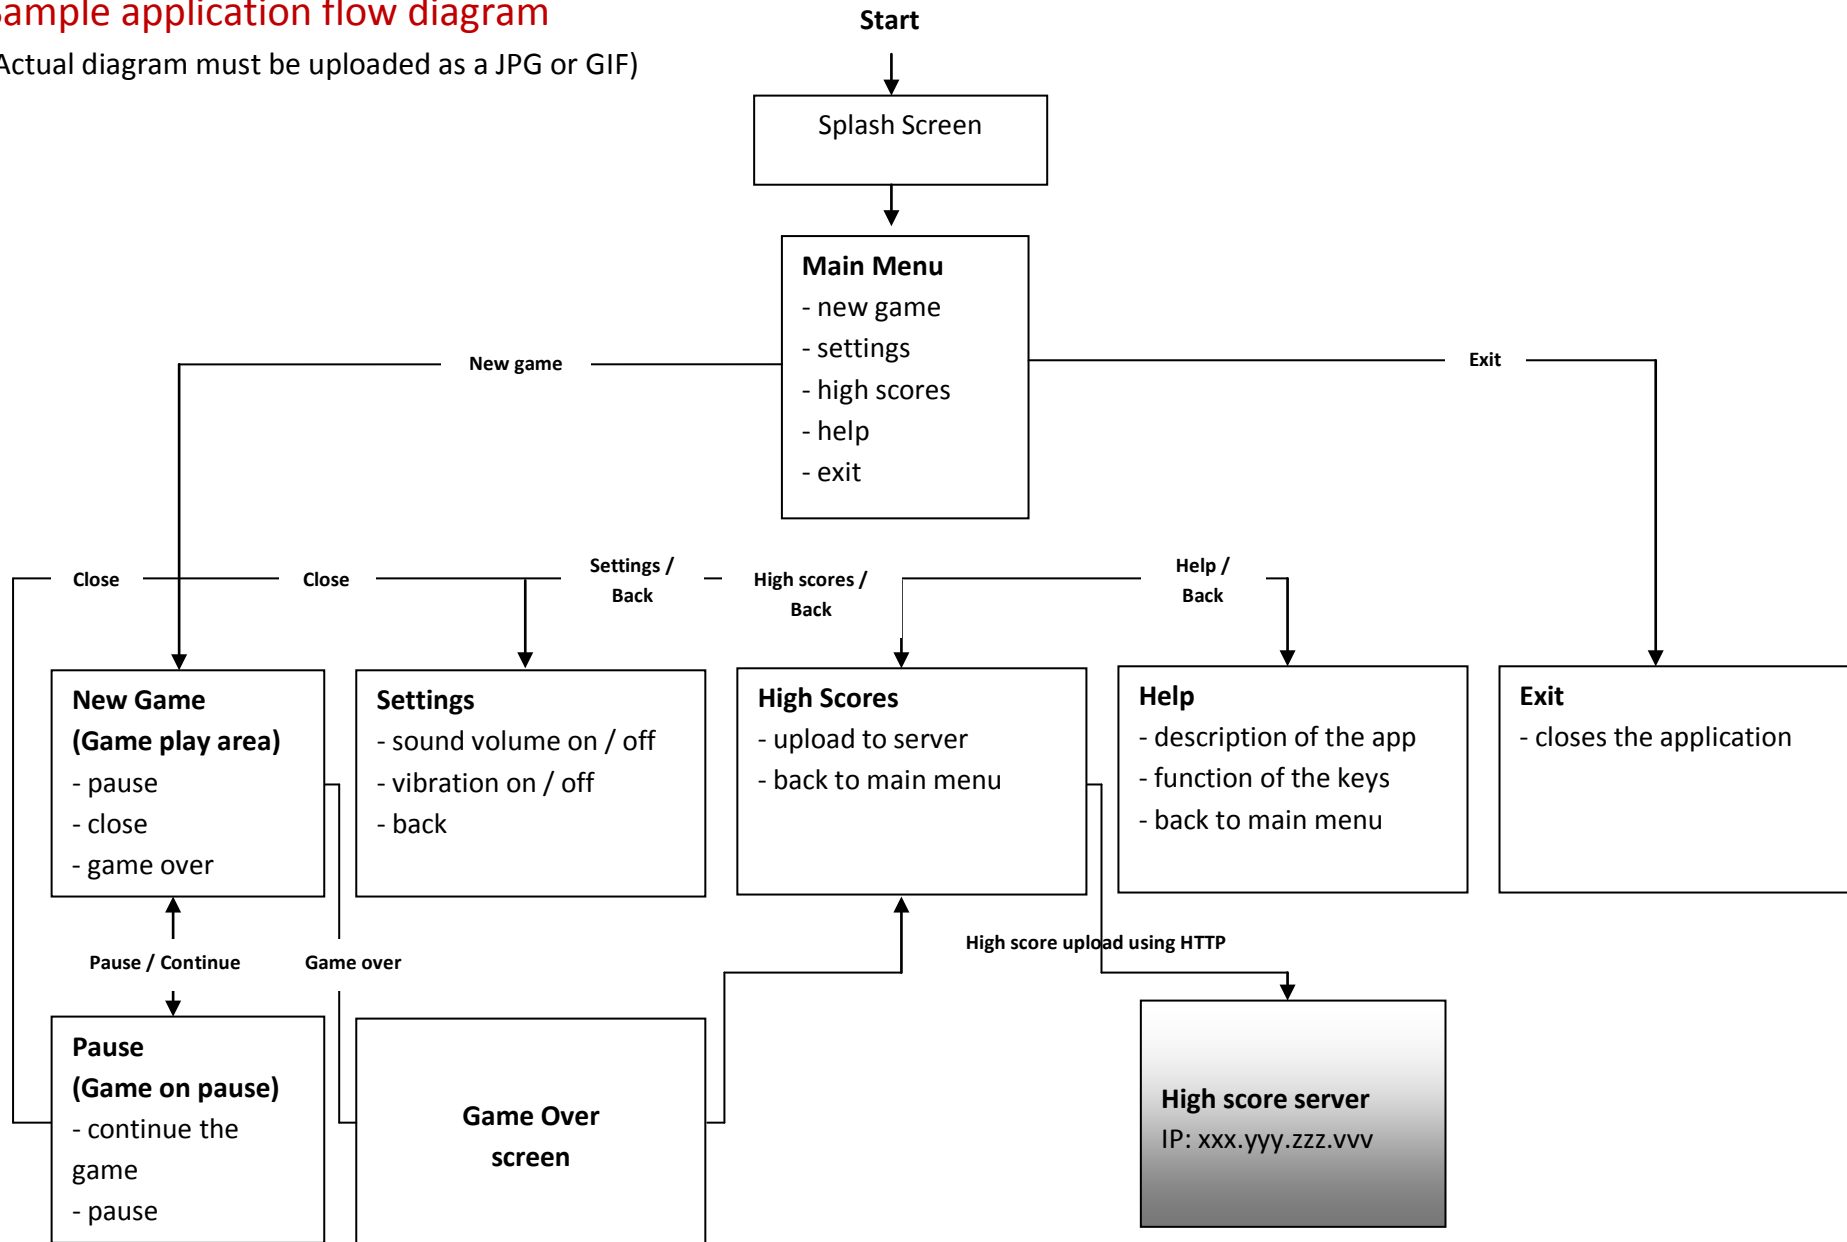 Sample application flow diagram
(Actual diagram must be uploaded as a JPG or GIF)
Start
Splash Screen
Main Menu
- new game
- settings
- high scores
- help
- exit
New game
Exit
Close
Close
Settings /
Back
High scores /
Back
Help /
Back
New Game
(Game play area)
- pause
- close
- game over
Settings
- sound volume on / off
- vibration on / off
- back
High Scores
- upload to server
- back to main menu
Help
- description of the app
- function of the keys
- back to main menu
Exit
- closes the application
Pause / Continue
Game over
High score upload using HTTP
Pause
(Game on pause)
- continue the
game
- pause
Game Over
screen
High score server
IP: xxx.yyy.zzz.vvv